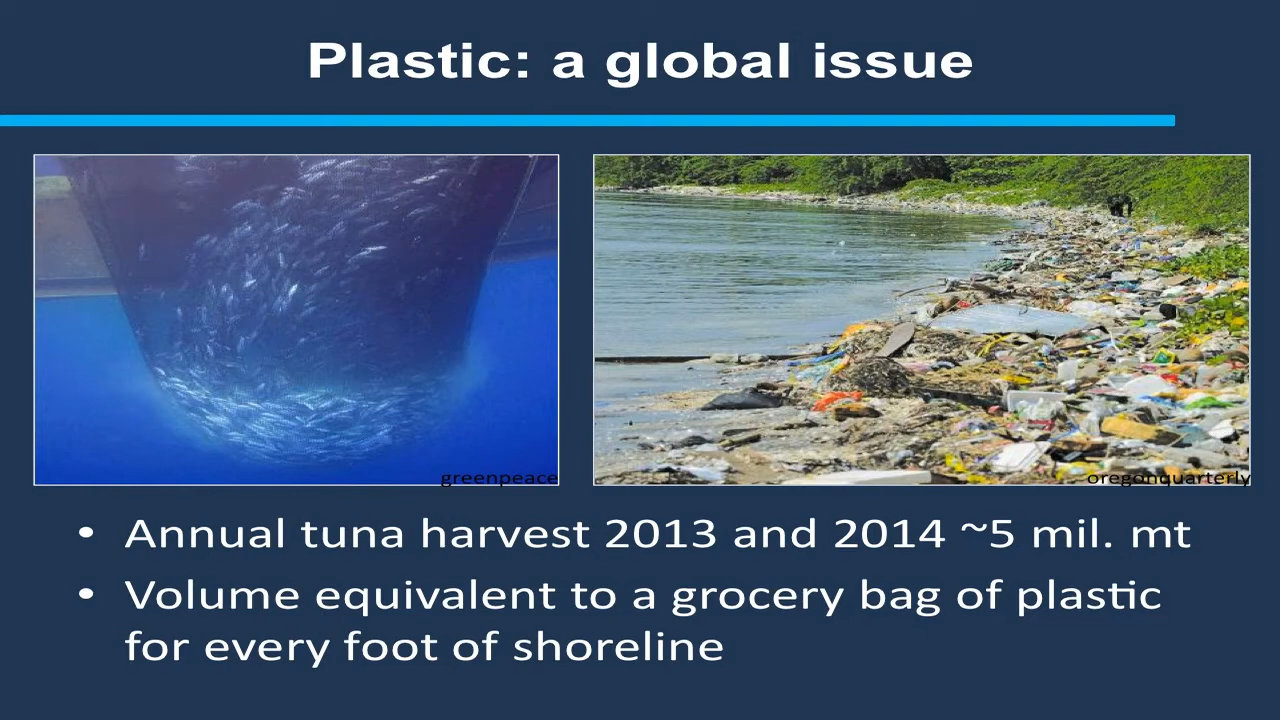 Plastic: a global issue
greenpeace
oregonquarterly
• Annual tuna harvest 2013 and 2014 ~5 mil. mt
• Volume equivalent to a grocery bag of plastic
for every foot of shoreline